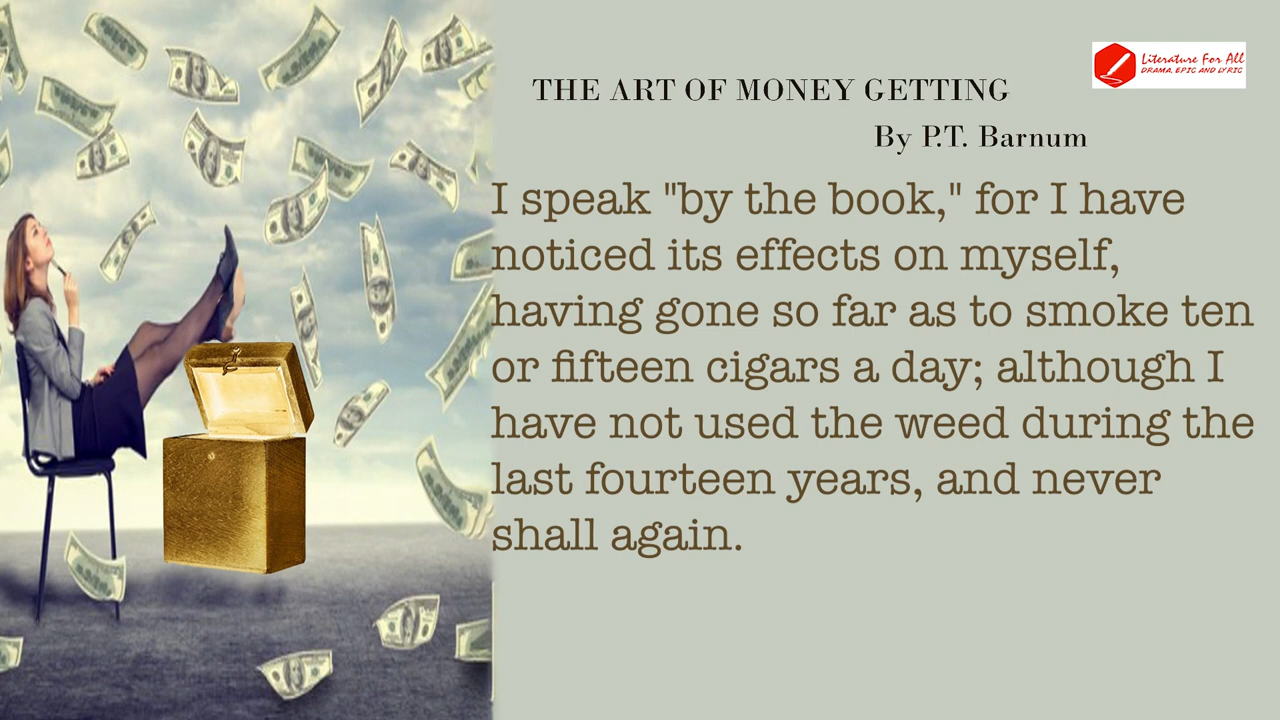 Literature For All
DRAMA, EPIC AND LYRIC
THE ART OF MONEY GETTING
By P.T. Barnum
I speak "by the book," for I have
noticed its effects on myself,
having gone so far as to smoke ten
or fifteen cigars a day; although I
have not used the weed during the
last fourteen years, and never
shall again.